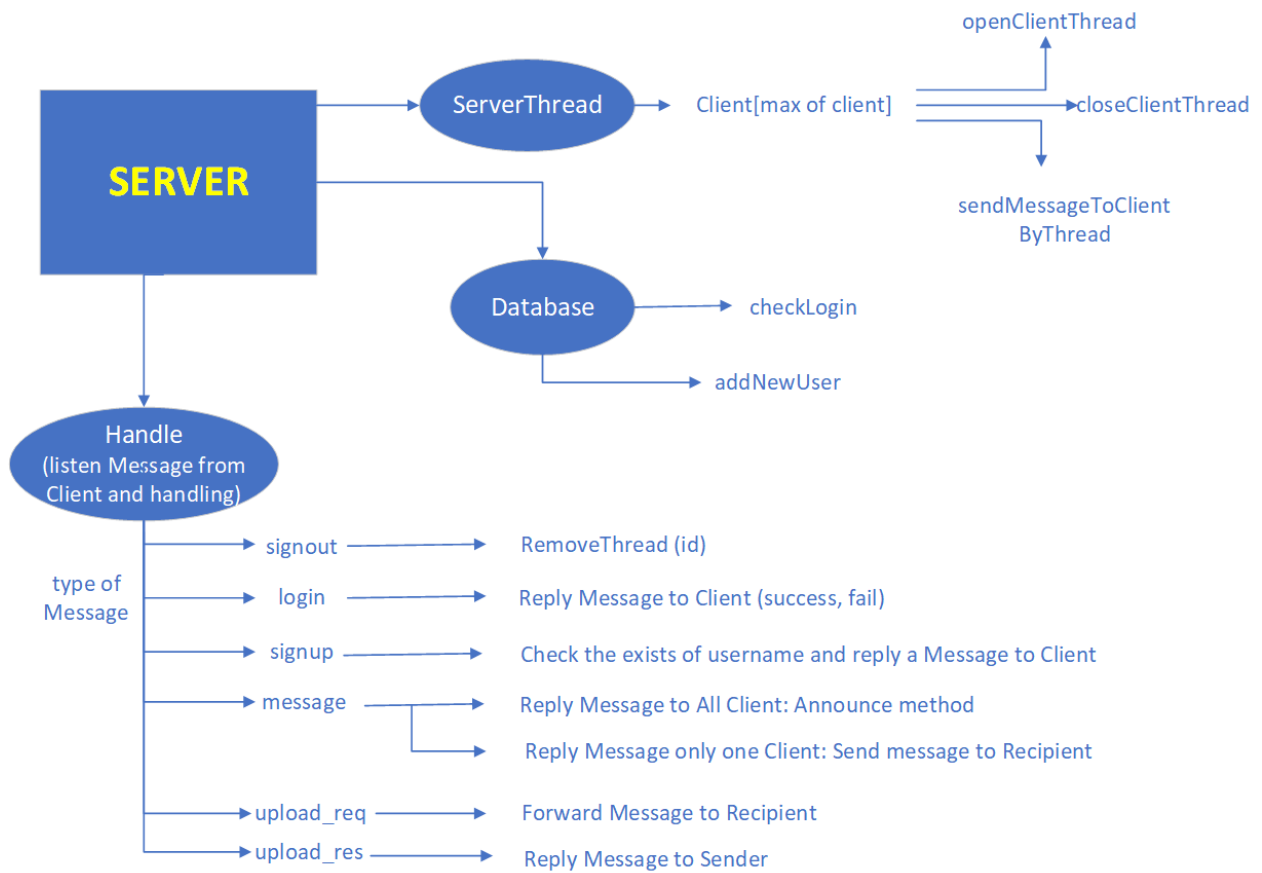 openClientThread
SERVER
ServerThread
Client[max of client]
closeClientThread
sendMessageToClient
ByThread
Database
checkLogin
addNewUser
Handle
(listen Message from
Client and handling)
type of
Message
signout
RemoveThread (id)
login
Reply Message to Client (success, fail)
signup
Check the exists of username and reply a Message to Client
message
Reply Message to All Client: Announce method
Reply Message only one Client: Send message to Recipient
upload_req
Forward Message to Recipient
upload_res
Reply Message to Sender